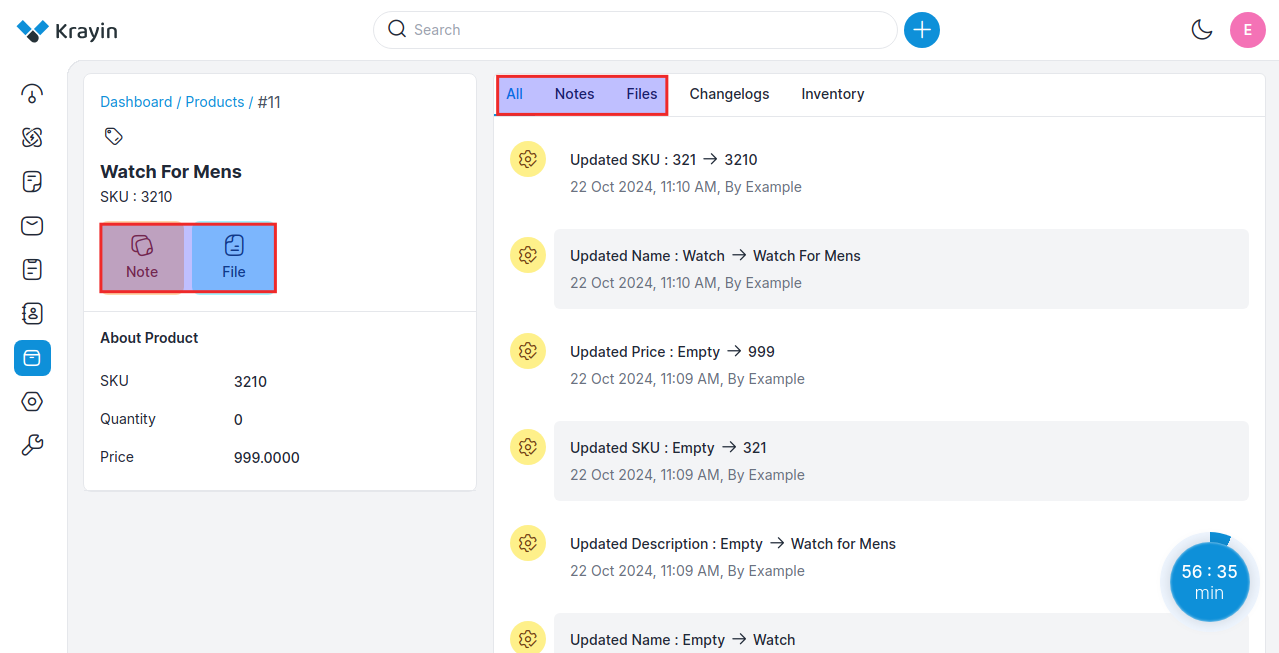 Krayin
Search
E
Dashboard / Products / #11
Watch For Mens
SKU : 3210
Note
File
About Product
SKU 3210
Quantity 0
Price 999.0000
All Notes Files Changelogs Inventory
Updated SKU : 321 → 3210
22 Oct 2024, 11:10 AM, By Example
Updated Name : Watch → Watch For Mens
22 Oct 2024, 11:10 AM, By Example
Updated Price : Empty → 999
22 Oct 2024, 11:09 AM, By Example
Updated SKU : Empty → 321
22 Oct 2024, 11:09 AM, By Example
Updated Description : Empty → Watch for Mens
22 Oct 2024, 11:09 AM, By Example
Updated Name : Empty → Watch
56 : 35
min